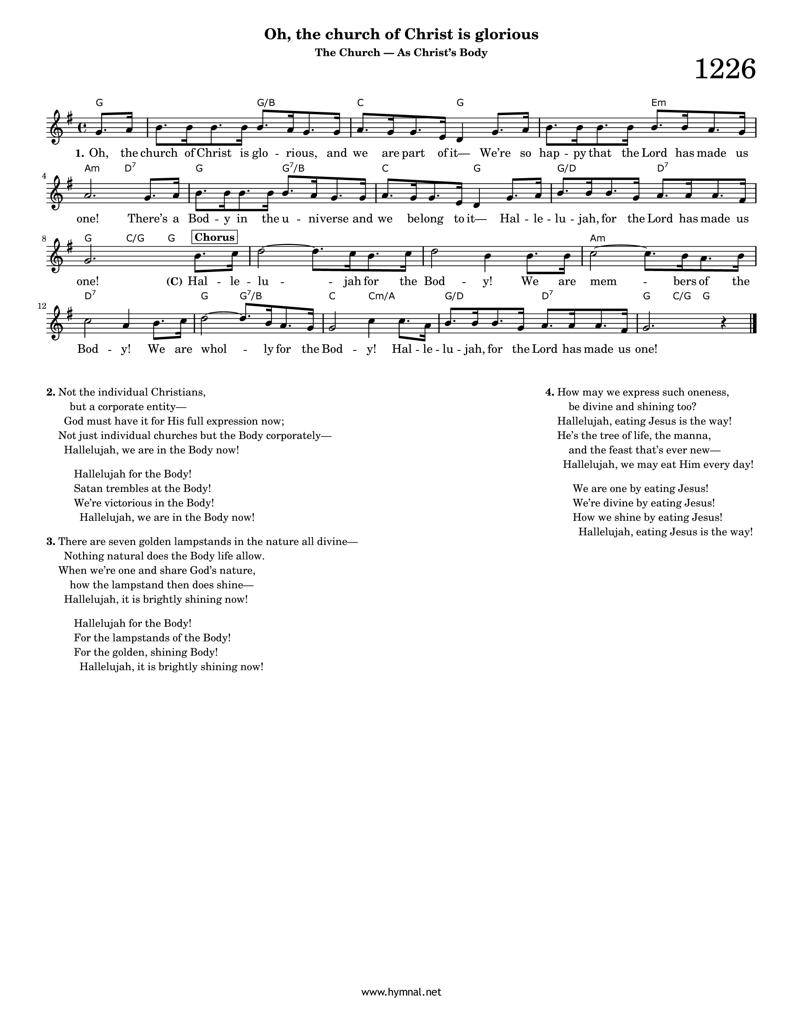 Oh, the church of Christ is glorious
The Church — As Christ's Body
1226
G G/B C G Em
1. Oh, the church of Christ is glo - rious, and we are part of it— We're so hap - py that the Lord has made us
4 Am D7 G G7/B C G G/D D7
one! There's a Bod - y in the u - niverse and we belong to it— Hal - le - lu - jah, for the Lord has made us
8 G C/G G Chorus Am
one! (C) Hal - le - lu - - jah for the Bod - y! We are mem - bers of the
12 D7 G G7/B C Cm/A G/D D7 G C/G G
Bod - y! We are whol - ly for the Bod - y! Hal - le - lu - jah, for the Lord has made us one!
2. Not the individual Christians,
but a corporate entity—
God must have it for His full expression now;
Not just individual churches but the Body corporately—
Hallelujah, we are in the Body now!
Hallelujah for the Body!
Satan trembles at the Body!
We're victorious in the Body!
Hallelujah, we are in the Body now!
3. There are seven golden lampstands in the nature all divine—
Nothing natural does the Body life allow.
When we're one and share God's nature,
how the lampstand then does shine—
Hallelujah, it is brightly shining now!
Hallelujah for the Body!
For the lampstands of the Body!
For the golden, shining Body!
Hallelujah, it is brightly shining now!
4. How may we express such oneness,
be divine and shining too?
Hallelujah, eating Jesus is the way!
He's the tree of life, the manna,
and the feast that's ever new—
Hallelujah, we may eat Him every day!
We are one by eating Jesus!
We're divine by eating Jesus!
How we shine by eating Jesus!
Hallelujah, eating Jesus is the way!
www.hymnal.net